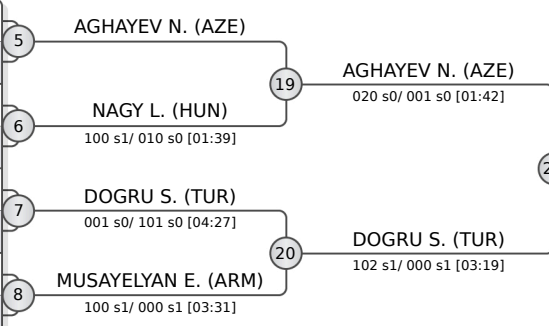 5
AGHAYEV N. (AZE)
19
AGHAYEV N. (AZE)
020 s0/ 001 s0 [01:42]
6
NAGY L. (HUN)
100 s1/ 010 s0 [01:39]
7
DOGRU S. (TUR)
001 s0/ 101 s0 [04:27]
20
DOGRU S. (TUR)
102 s1/ 000 s1 [03:19]
8
MUSAYELYAN E. (ARM)
100 s1/ 000 s1 [03:31]